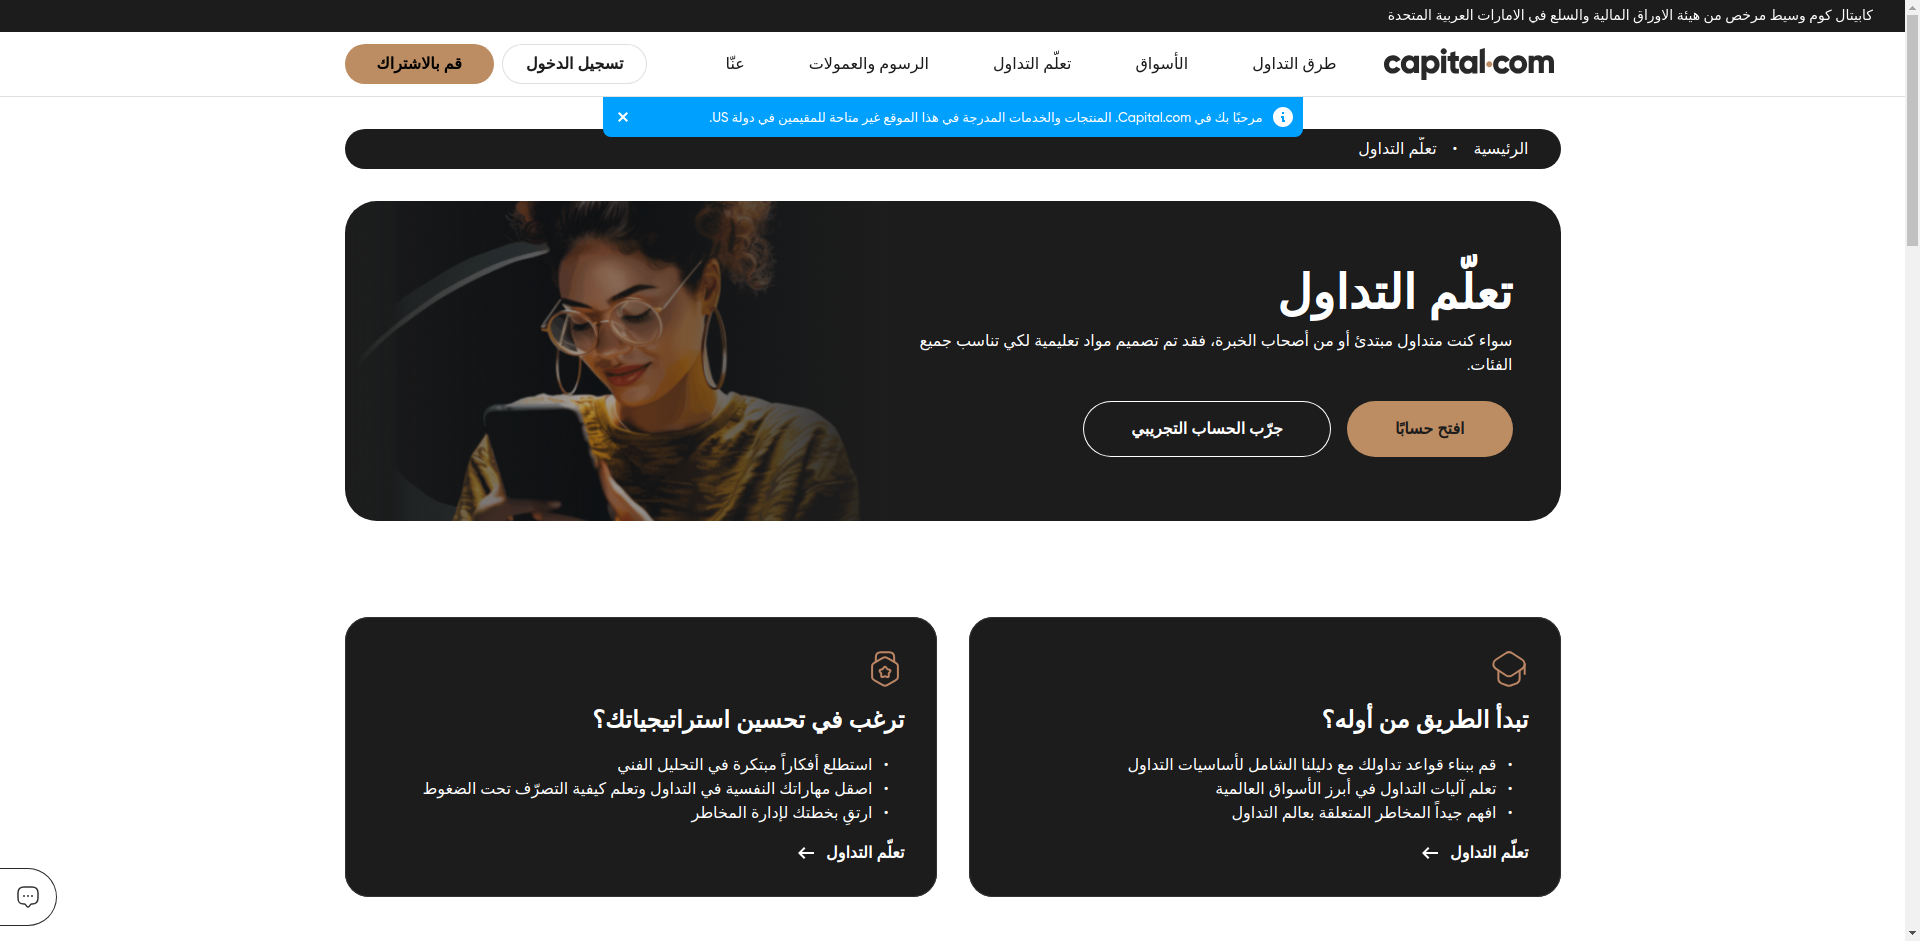 كابيتال كوم وسيط مرخص من هيئة الاوراق المالية والسلع في الامارات العربية المتحدة
capital.com
طرق التداول
الأسواق
تعلّم التداول
الرسوم والعمولات
عنّا
تسجيل الدخول
قم بالاشتراك
مرحبًا بك في Capital.com. المنتجات والخدمات المدرجة في هذا الموقع غير متاحة للمقيمين في دولة US.
الرئيسية • تعلّم التداول
تعلّم التداول
سواء كنت متداول مبتدئ أو من أصحاب الخبرة، فقد تم تصميم مواد تعليمية لكي تناسب جميع
الفئات.
افتح حسابًا
جرّب الحساب التجريبي
تبدأ الطريق من أوله؟
• قم ببناء قواعد تداولك مع دليلنا الشامل لأساسيات التداول
• تعلم آليات التداول في أبرز الأسواق العالمية
• افهم جيداً المخاطر المتعلقة بعالم التداول
تعلّم التداول
ترغب في تحسين استراتيجياتك؟
• استطلع أفكاراً مبتكرة في التحليل الفني
• اصقل مهاراتك النفسية في التداول وتعلم كيفية التصرّف تحت الضغوط
• ارتقِ بخطتك لإدارة المخاطر
تعلّم التداول